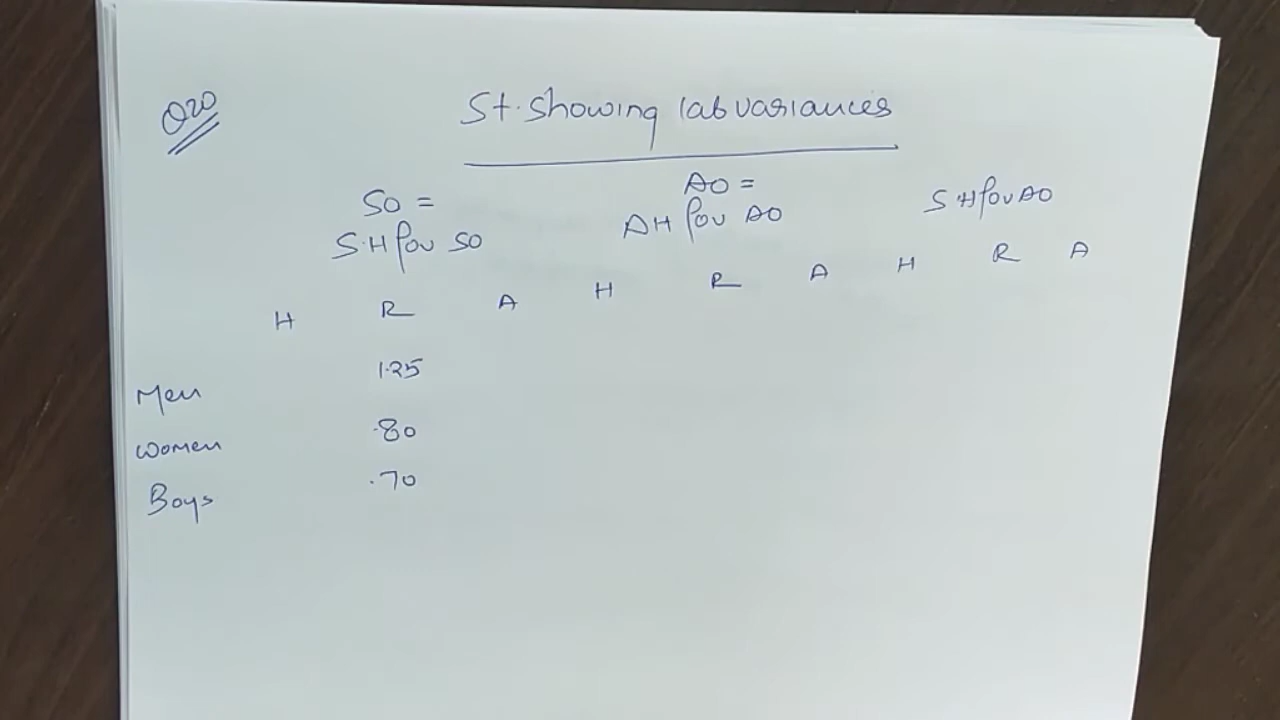 Q20
St. Showing lab variances
SO =
S.H for SO
AO =
AH for AO
S H for AO
H R A H R A H R A
Men 1.25
Women .80
Boys .70